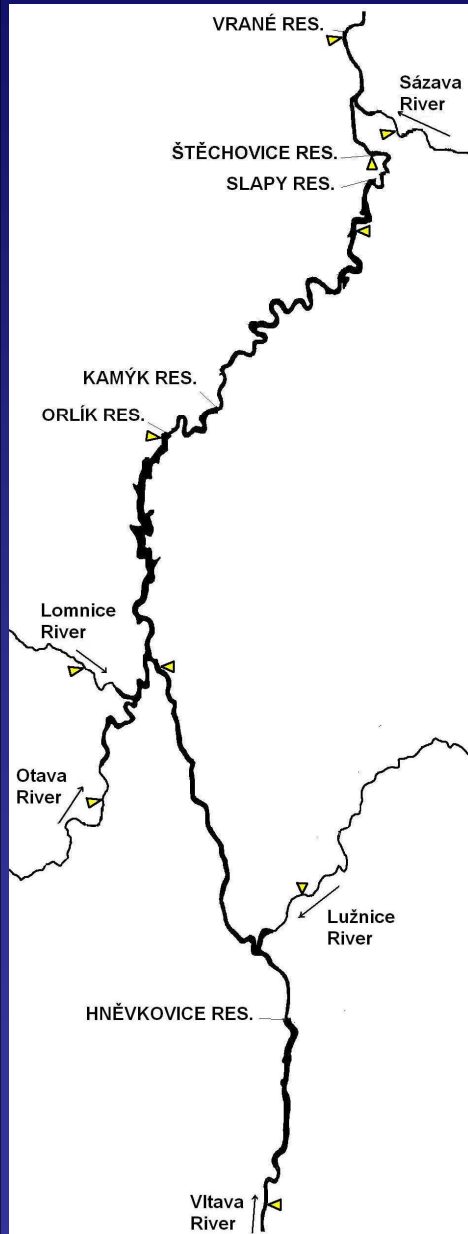 VRANÉ RES.
Sázava
River
ŠTĚCHOVICE RES.
SLAPY RES.
KAMÝK RES.
ORLÍK RES.
Lomnice
River
Otava
River
Lužnice
River
HNĚVKOVICE RES.
Vltava
River